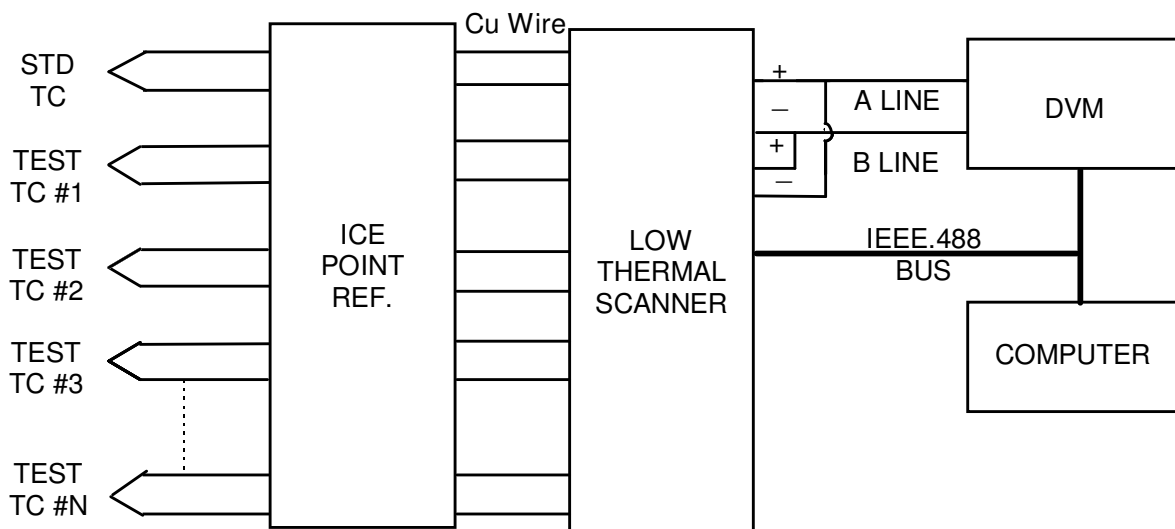 Cu Wire
STD
TC
TEST
TC #1
TEST
TC #2
TEST
TC #3
TEST
TC #N
ICE
POINT
REF.
LOW
THERMAL
SCANNER
+
–
+
–
A LINE
B LINE
IEEE.488
BUS
DVM
COMPUTER